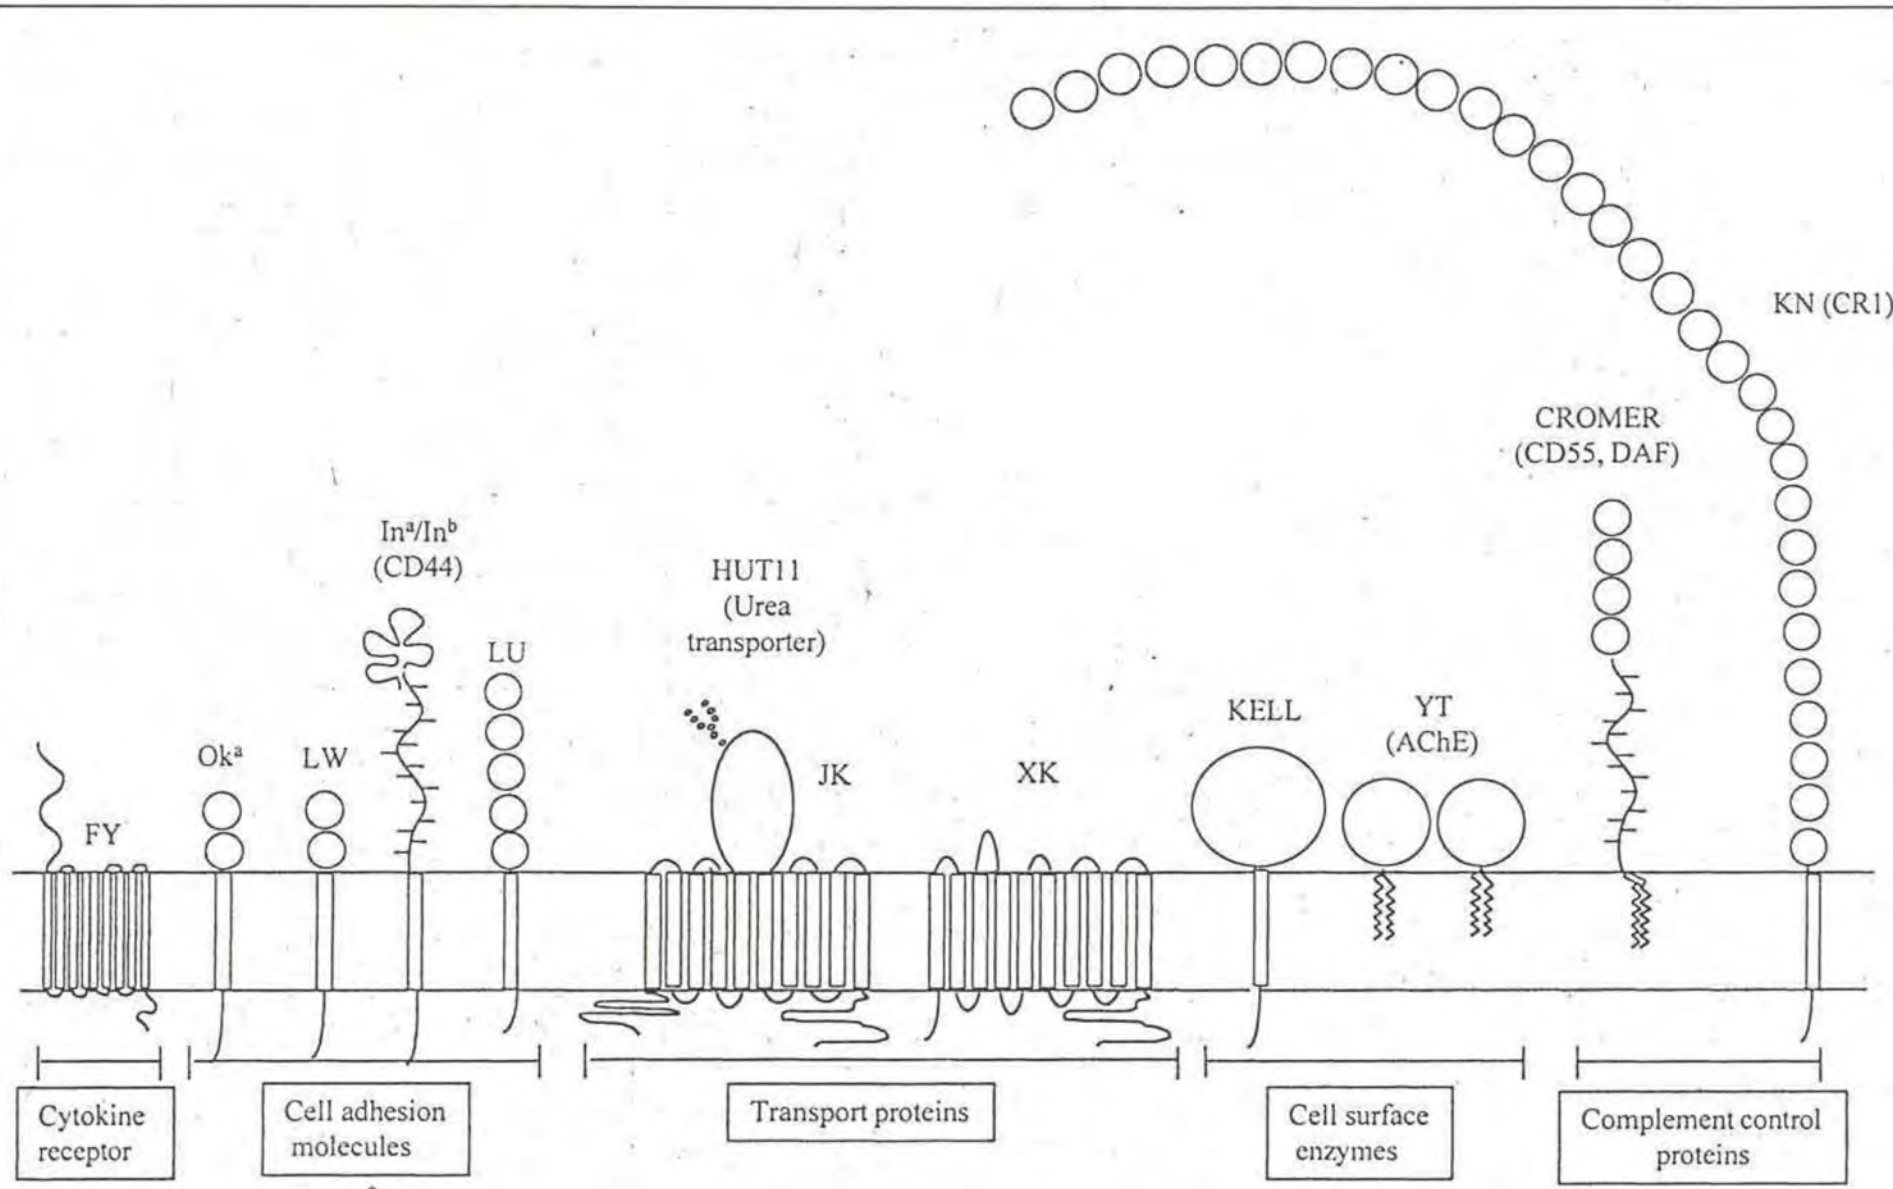 KN (CR1)
CROMER
(CD55, DAF)
Inᵃ/Inᵇ
(CD44)
HUT11
(Urea
transporter)
LU
KELL
YT
(AChE)
Okᵃ
LW
JK
XK
FY
Cytokine
receptor
Cell adhesion
molecules
Transport proteins
Cell surface
enzymes
Complement control
proteins